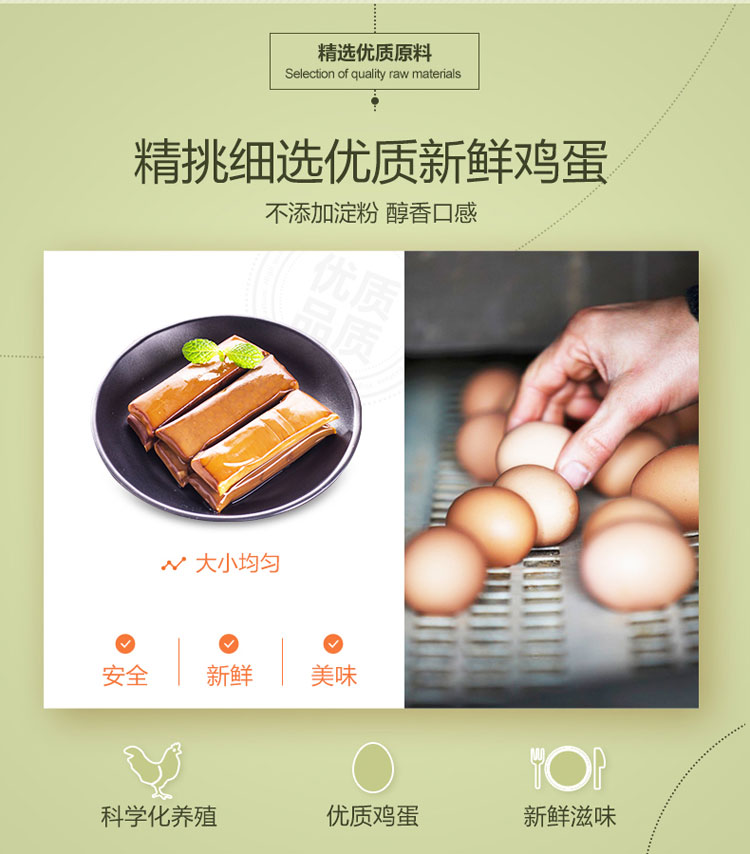 精选优质原料
Selection of quality raw materials
精挑细选优质新鲜鸡蛋
不添加淀粉 醇香口感
优质
品质
大小均匀
安全
新鲜
美味
科学化养殖
优质鸡蛋
新鲜滋味